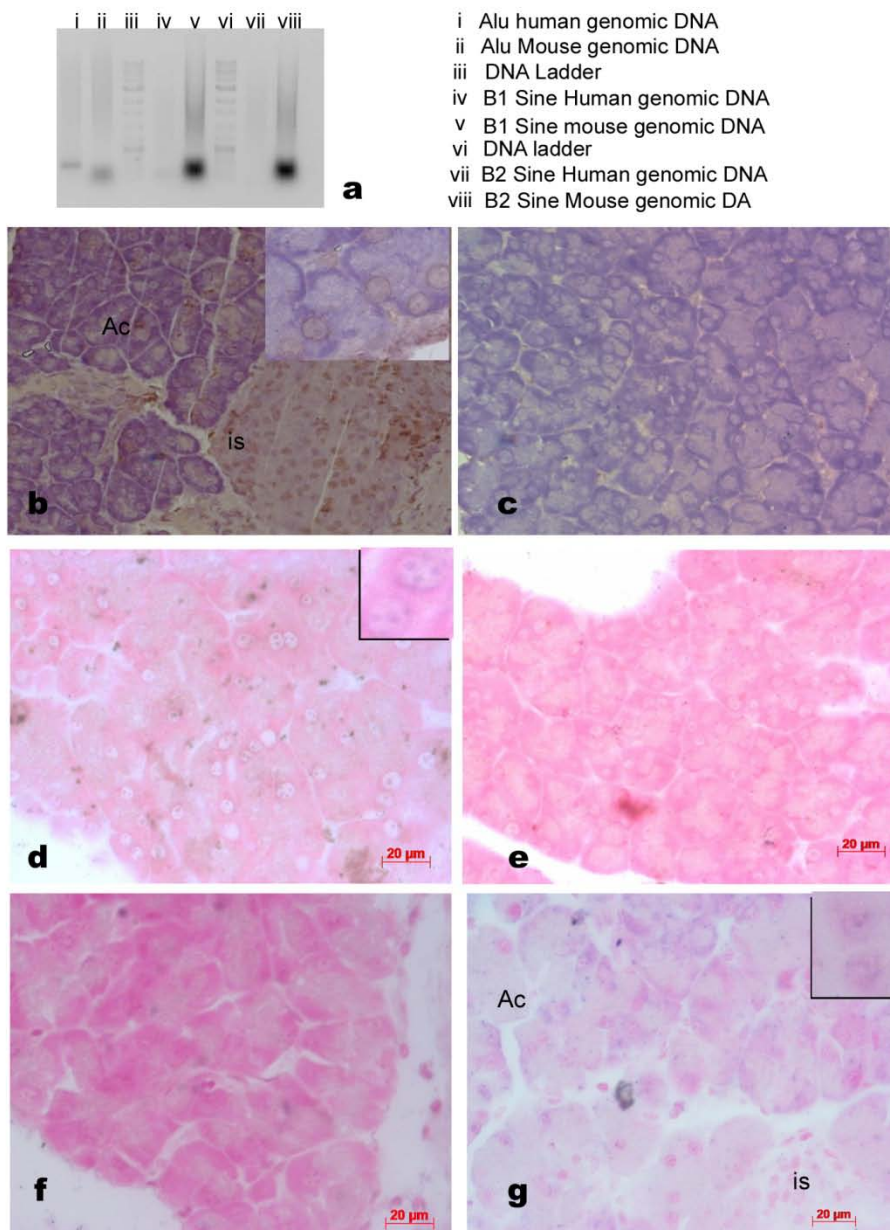 i ii iii iv v vi vii viii
a
i Alu human genomic DNA
ii Alu Mouse genomic DNA
iii DNA Ladder
iv B1 Sine Human genomic DNA
v B1 Sine mouse genomic DNA
vi DNA ladder
vii B2 Sine Human genomic DNA
viii B2 Sine Mouse genomic DA
Ac
is
b
c
d
20 µm
e
20 µm
f
20 µm
Ac
is
g
20 µm